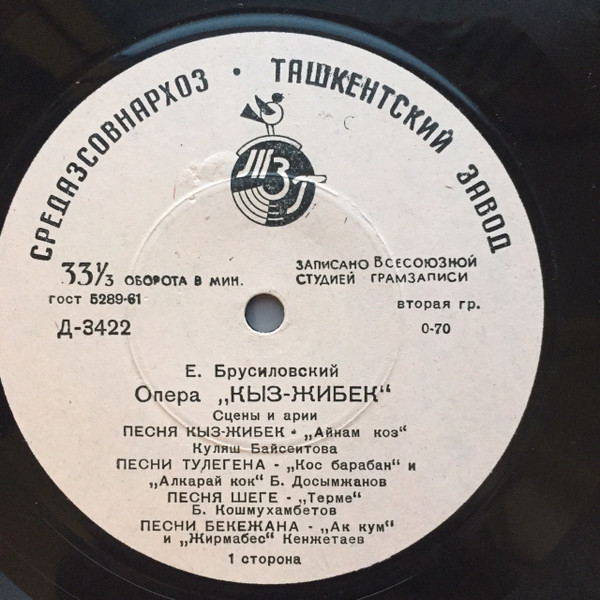 СРЕДАЗСОВНАРХОЗ • ТАШКЕНТСКИЙ ЗАВОД
ТЗГ
33⅓ ОБОРОТА В МИН.
ГОСТ 5289-61
Д-3422
ЗАПИСАНО ВСЕСОЮЗНОЙ
СТУДИЕЙ ГРАМЗАПИСИ
вторая гр.
0-70
Е. Брусиловский
Опера „КЫЗ-ЖИБЕК“
Сцены и арии
ПЕСНЯ КЫЗ-ЖИБЕК - „Айнам коз“
Куляш Байсеитова
ПЕСНИ ТУЛЕГЕНА - „Кос барабан“ и
„Алкарай кок“ Б. Досымжанов
ПЕСНЯ ШЕГЕ - „Терме“
Б. Кошмухамбетов
ПЕСНИ БЕКЕЖАНА - „Ак кум“
и „Жирмабес“ Кенжетаев
1 сторона